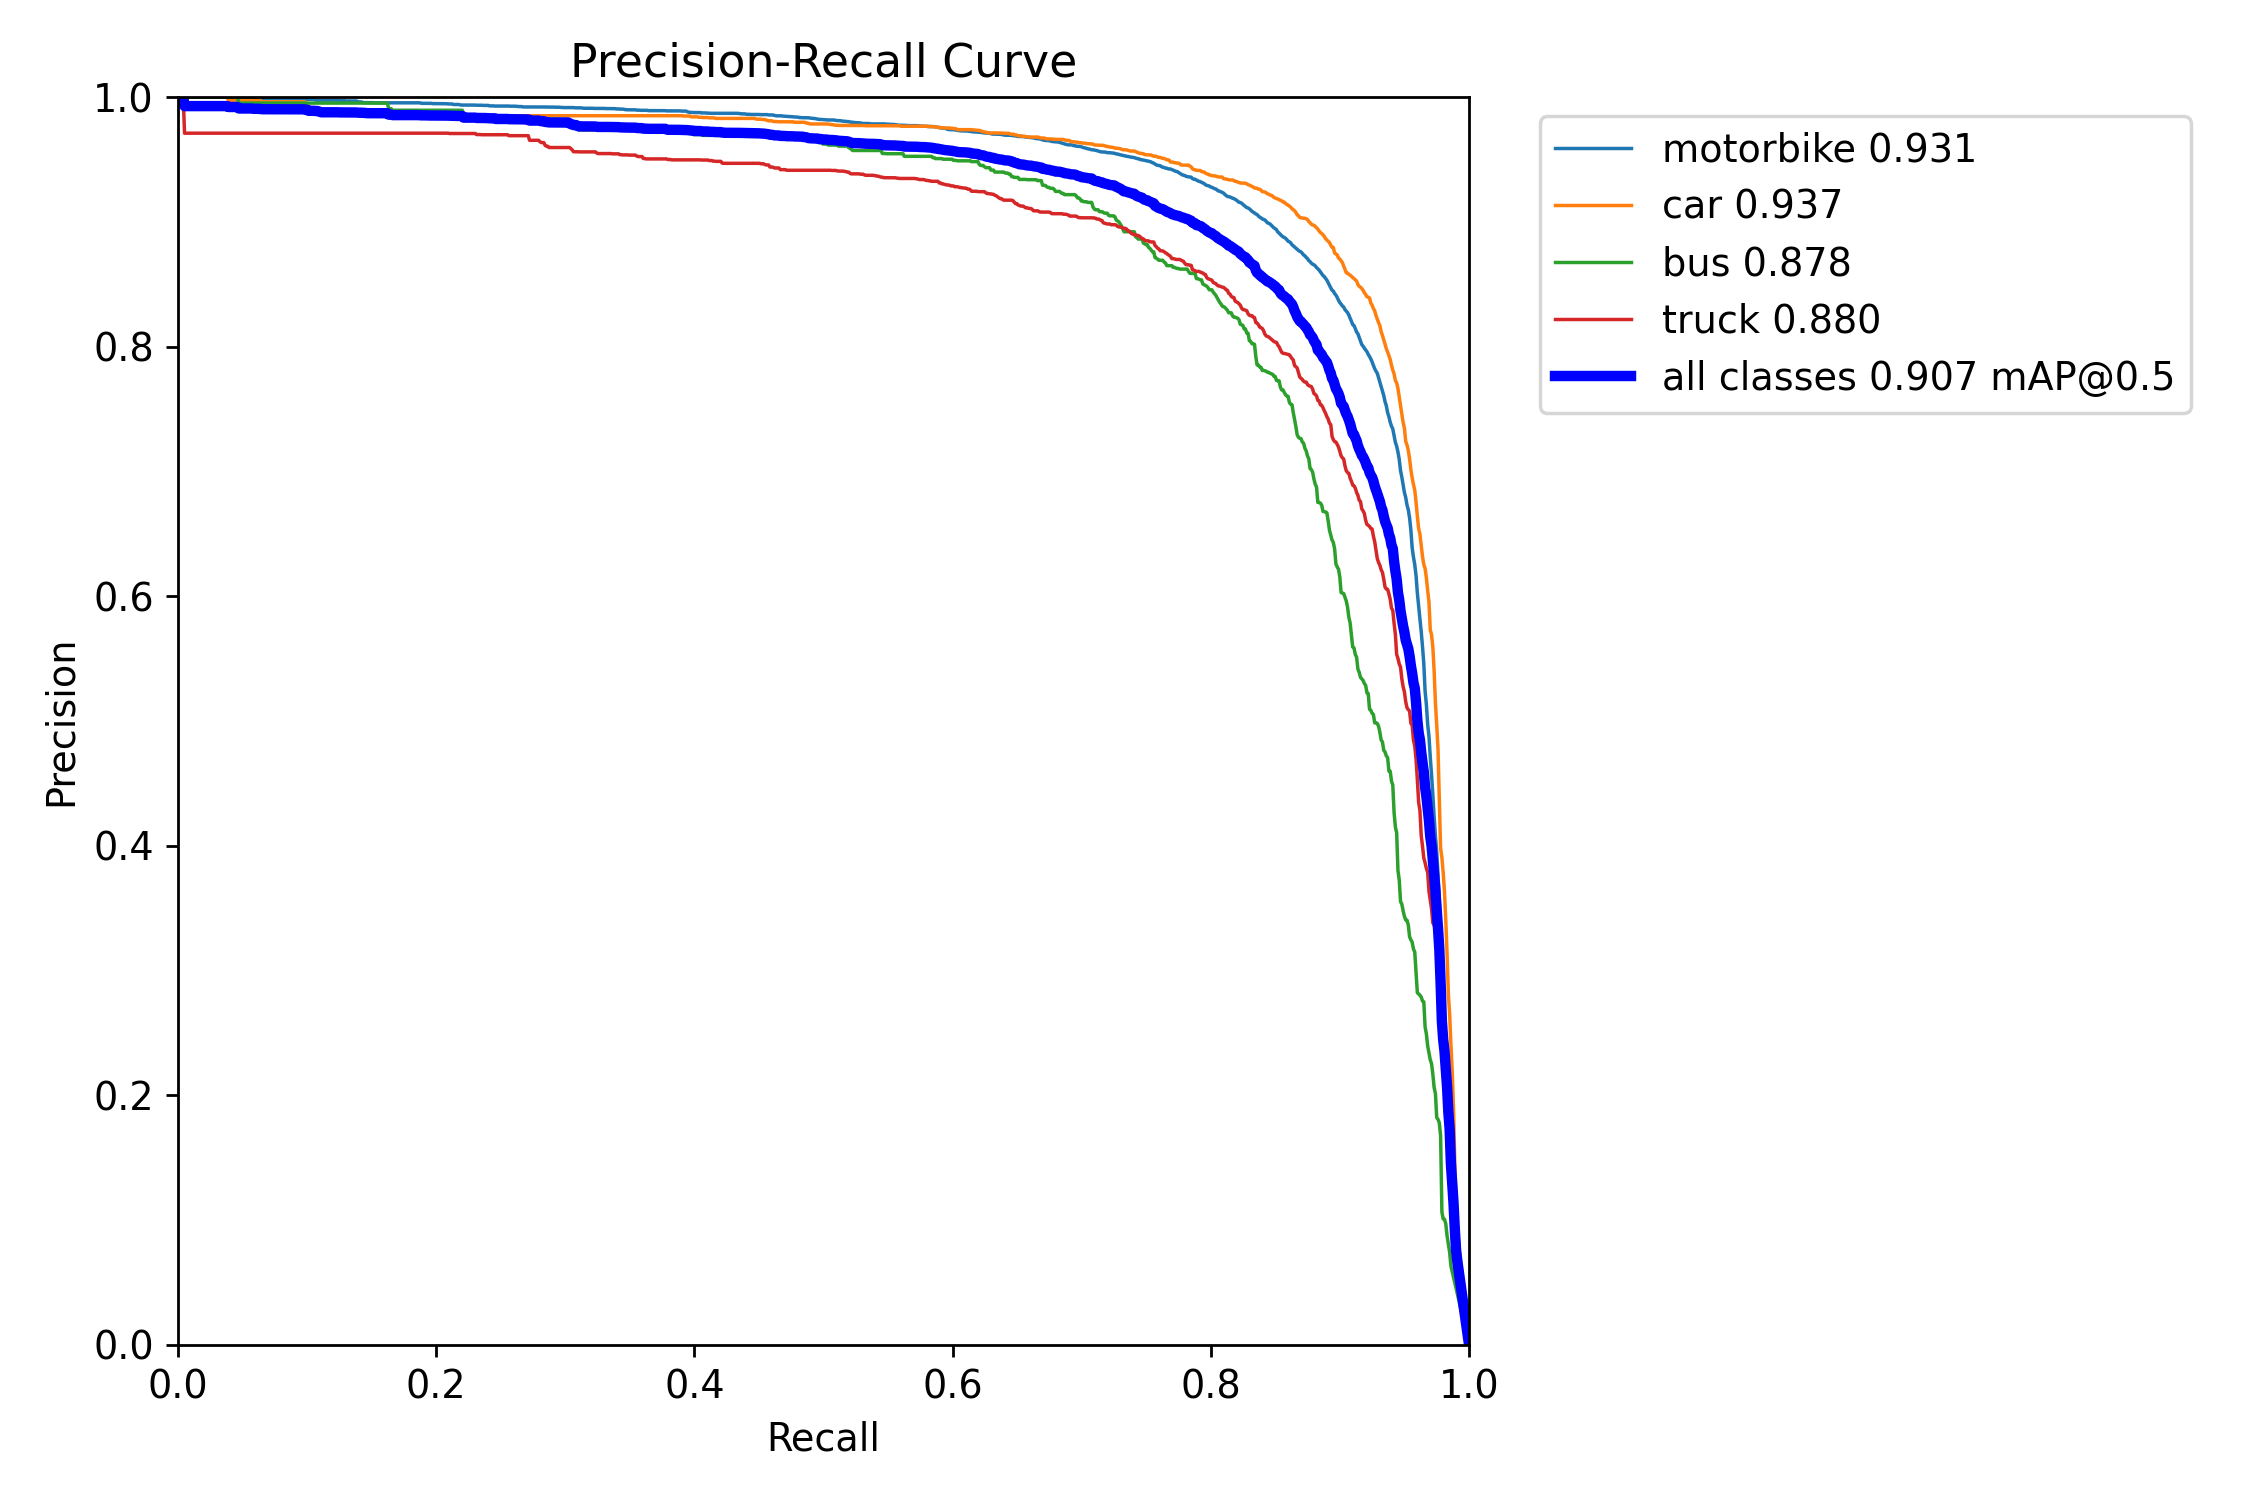 Precision-Recall Curve
1.0
0.8
0.6
0.4
0.2
0.0
Precision
0.0 0.2 0.4 0.6 0.8 1.0
Recall
motorbike 0.931
car 0.937
bus 0.878
truck 0.880
all classes 0.907 mAP@0.5